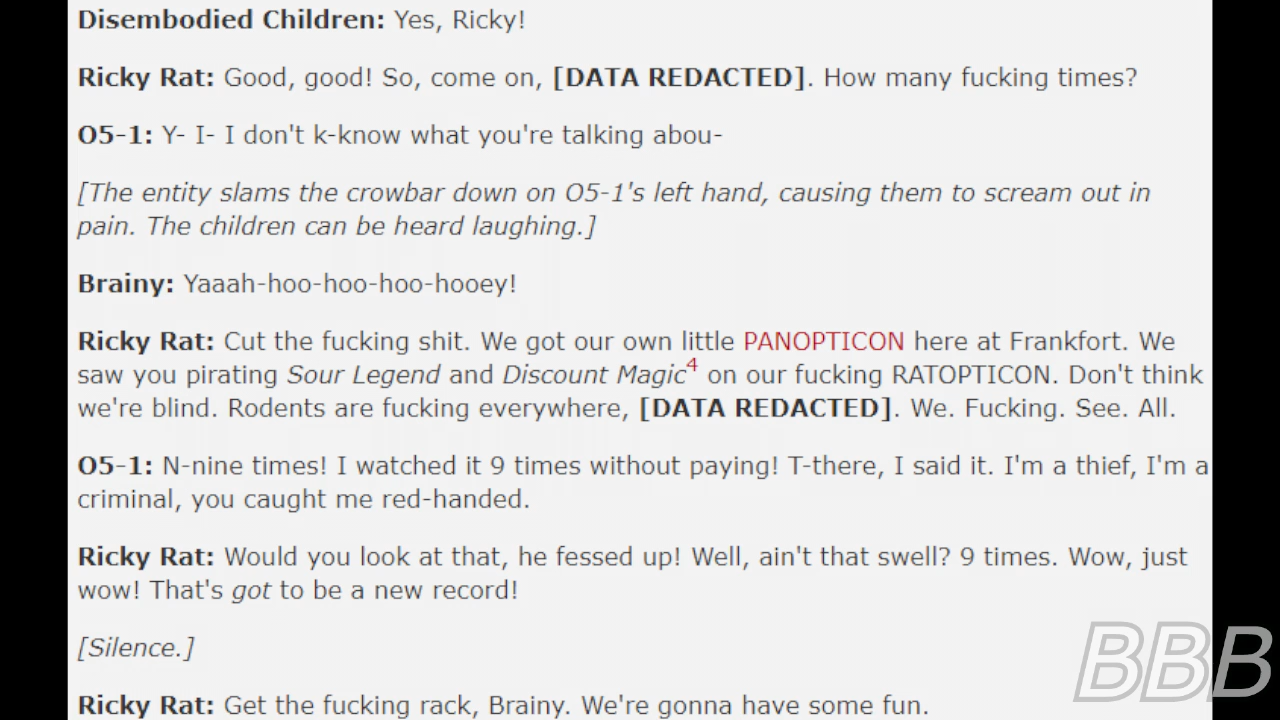 Disembodied Children: Yes, Ricky!
Ricky Rat: Good, good! So, come on, [DATA REDACTED]. How many fucking times?
O5-1: Y- I- I don't k-know what you're talking abou-
[The entity slams the crowbar down on O5-1's left hand, causing them to scream out in
pain. The children can be heard laughing.]
Brainy: Yaaah-hoo-hoo-hoo-hooey!
Ricky Rat: Cut the fucking shit. We got our own little PANOPTICON here at Frankfort. We
saw you pirating Sour Legend and Discount Magic4 on our fucking RATOPTICON. Don't think
we're blind. Rodents are fucking everywhere, [DATA REDACTED]. We. Fucking. See. All.
O5-1: N-nine times! I watched it 9 times without paying! T-there, I said it. I'm a thief, I'm a
criminal, you caught me red-handed.
Ricky Rat: Would you look at that, he fessed up! Well, ain't that swell? 9 times. Wow, just
wow! That's got to be a new record!
[Silence.]
Ricky Rat: Get the fucking rack, Brainy. We're gonna have some fun.
BBB